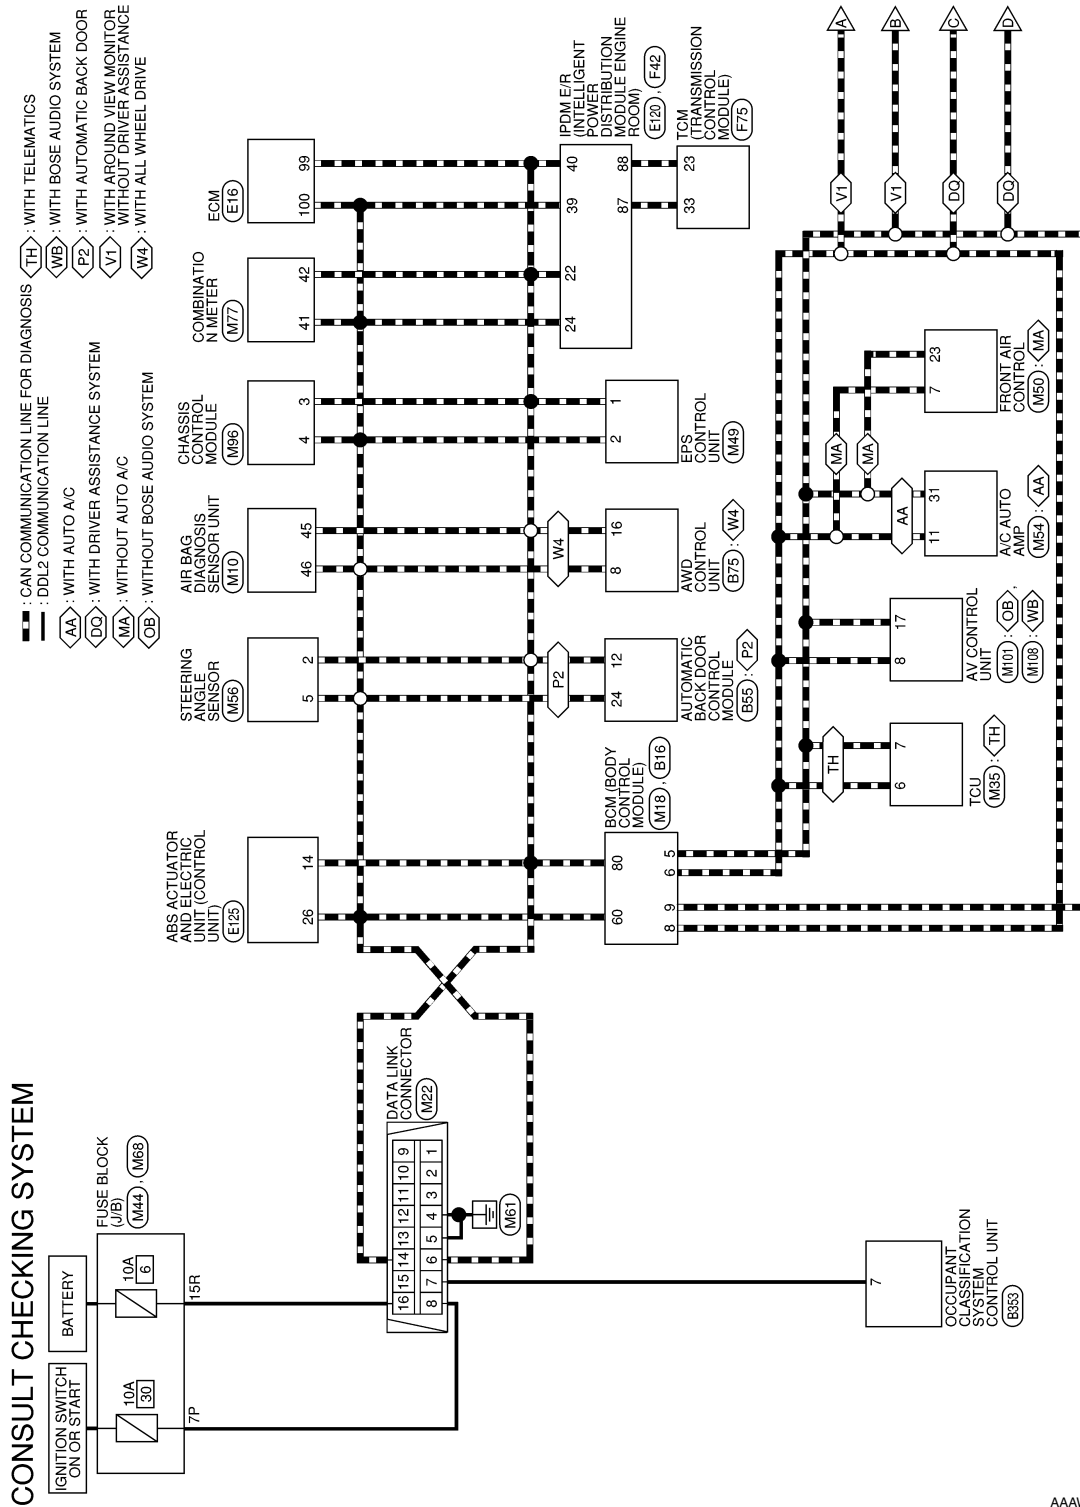 CONSULT CHECKING SYSTEM
: CAN COMMUNICATION LINE FOR DIAGNOSIS
: DDL2 COMMUNICATION LINE
AA : WITH AUTO A/C
DQ : WITH DRIVER ASSISTANCE SYSTEM
MA : WITHOUT AUTO A/C
OB : WITHOUT BOSE AUDIO SYSTEM
TH : WITH TELEMATICS
WB : WITH BOSE AUDIO SYSTEM
P2 : WITH AUTOMATIC BACK DOOR
V1 : WITH AROUND VIEW MONITOR
WITHOUT DRIVER ASSISTANCE
W4 : WITH ALL WHEEL DRIVE
IGNITION SWITCH
ON OR START
BATTERY
FUSE BLOCK
(J/B)
M44 , M68
10A
30
10A
6
7P
15R
DATA LINK
CONNECTOR
M22
16 15 14 13 12 11 10 9
8 7 6 5 4 3 2 1
M61
ABS ACTUATOR
AND ELECTRIC
UNIT (CONTROL
UNIT)
E125
26 14
STEERING
ANGLE
SENSOR
M56
5 2
AIR BAG
DIAGNOSIS
SENSOR UNIT
M10
46 45
CHASSIS
CONTROL
MODULE
M96
4 3
COMBINATIO
N METER
M77
41 42
ECM
E16
100 99
60 80
BCM (BODY
CONTROL
MODULE)
M18 , B16
8 9 6 5
P2
24 12
AUTOMATIC
BACK DOOR
CONTROL
MODULE
B55 : P2
W4
8 16
AWD
CONTROL
UNIT
B75 : W4
2 1
EPS
CONTROL
UNIT
M49
24 22 39 40
87 88
IPDM E/R
(INTELLIGENT
POWER
DISTRIBUTION
MODULE ENGINE
ROOM)
E120 , F42
33 23
TCM
(TRANSMISSION
CONTROL
MODULE)
F75
TH
6 7
TCU
M35 : TH
8 17
AV CONTROL
UNIT
M101 : OB ,
M108 : WB
AA
11 31
A/C AUTO
AMP
M54 : AA
MA
MA
7 23
FRONT AIR
CONTROL
M50 : MA
V1 A
V1 B
DQ C
DQ D
7
OCCUPANT
CLASSIFICATION
SYSTEM
CONTROL UNIT
B353